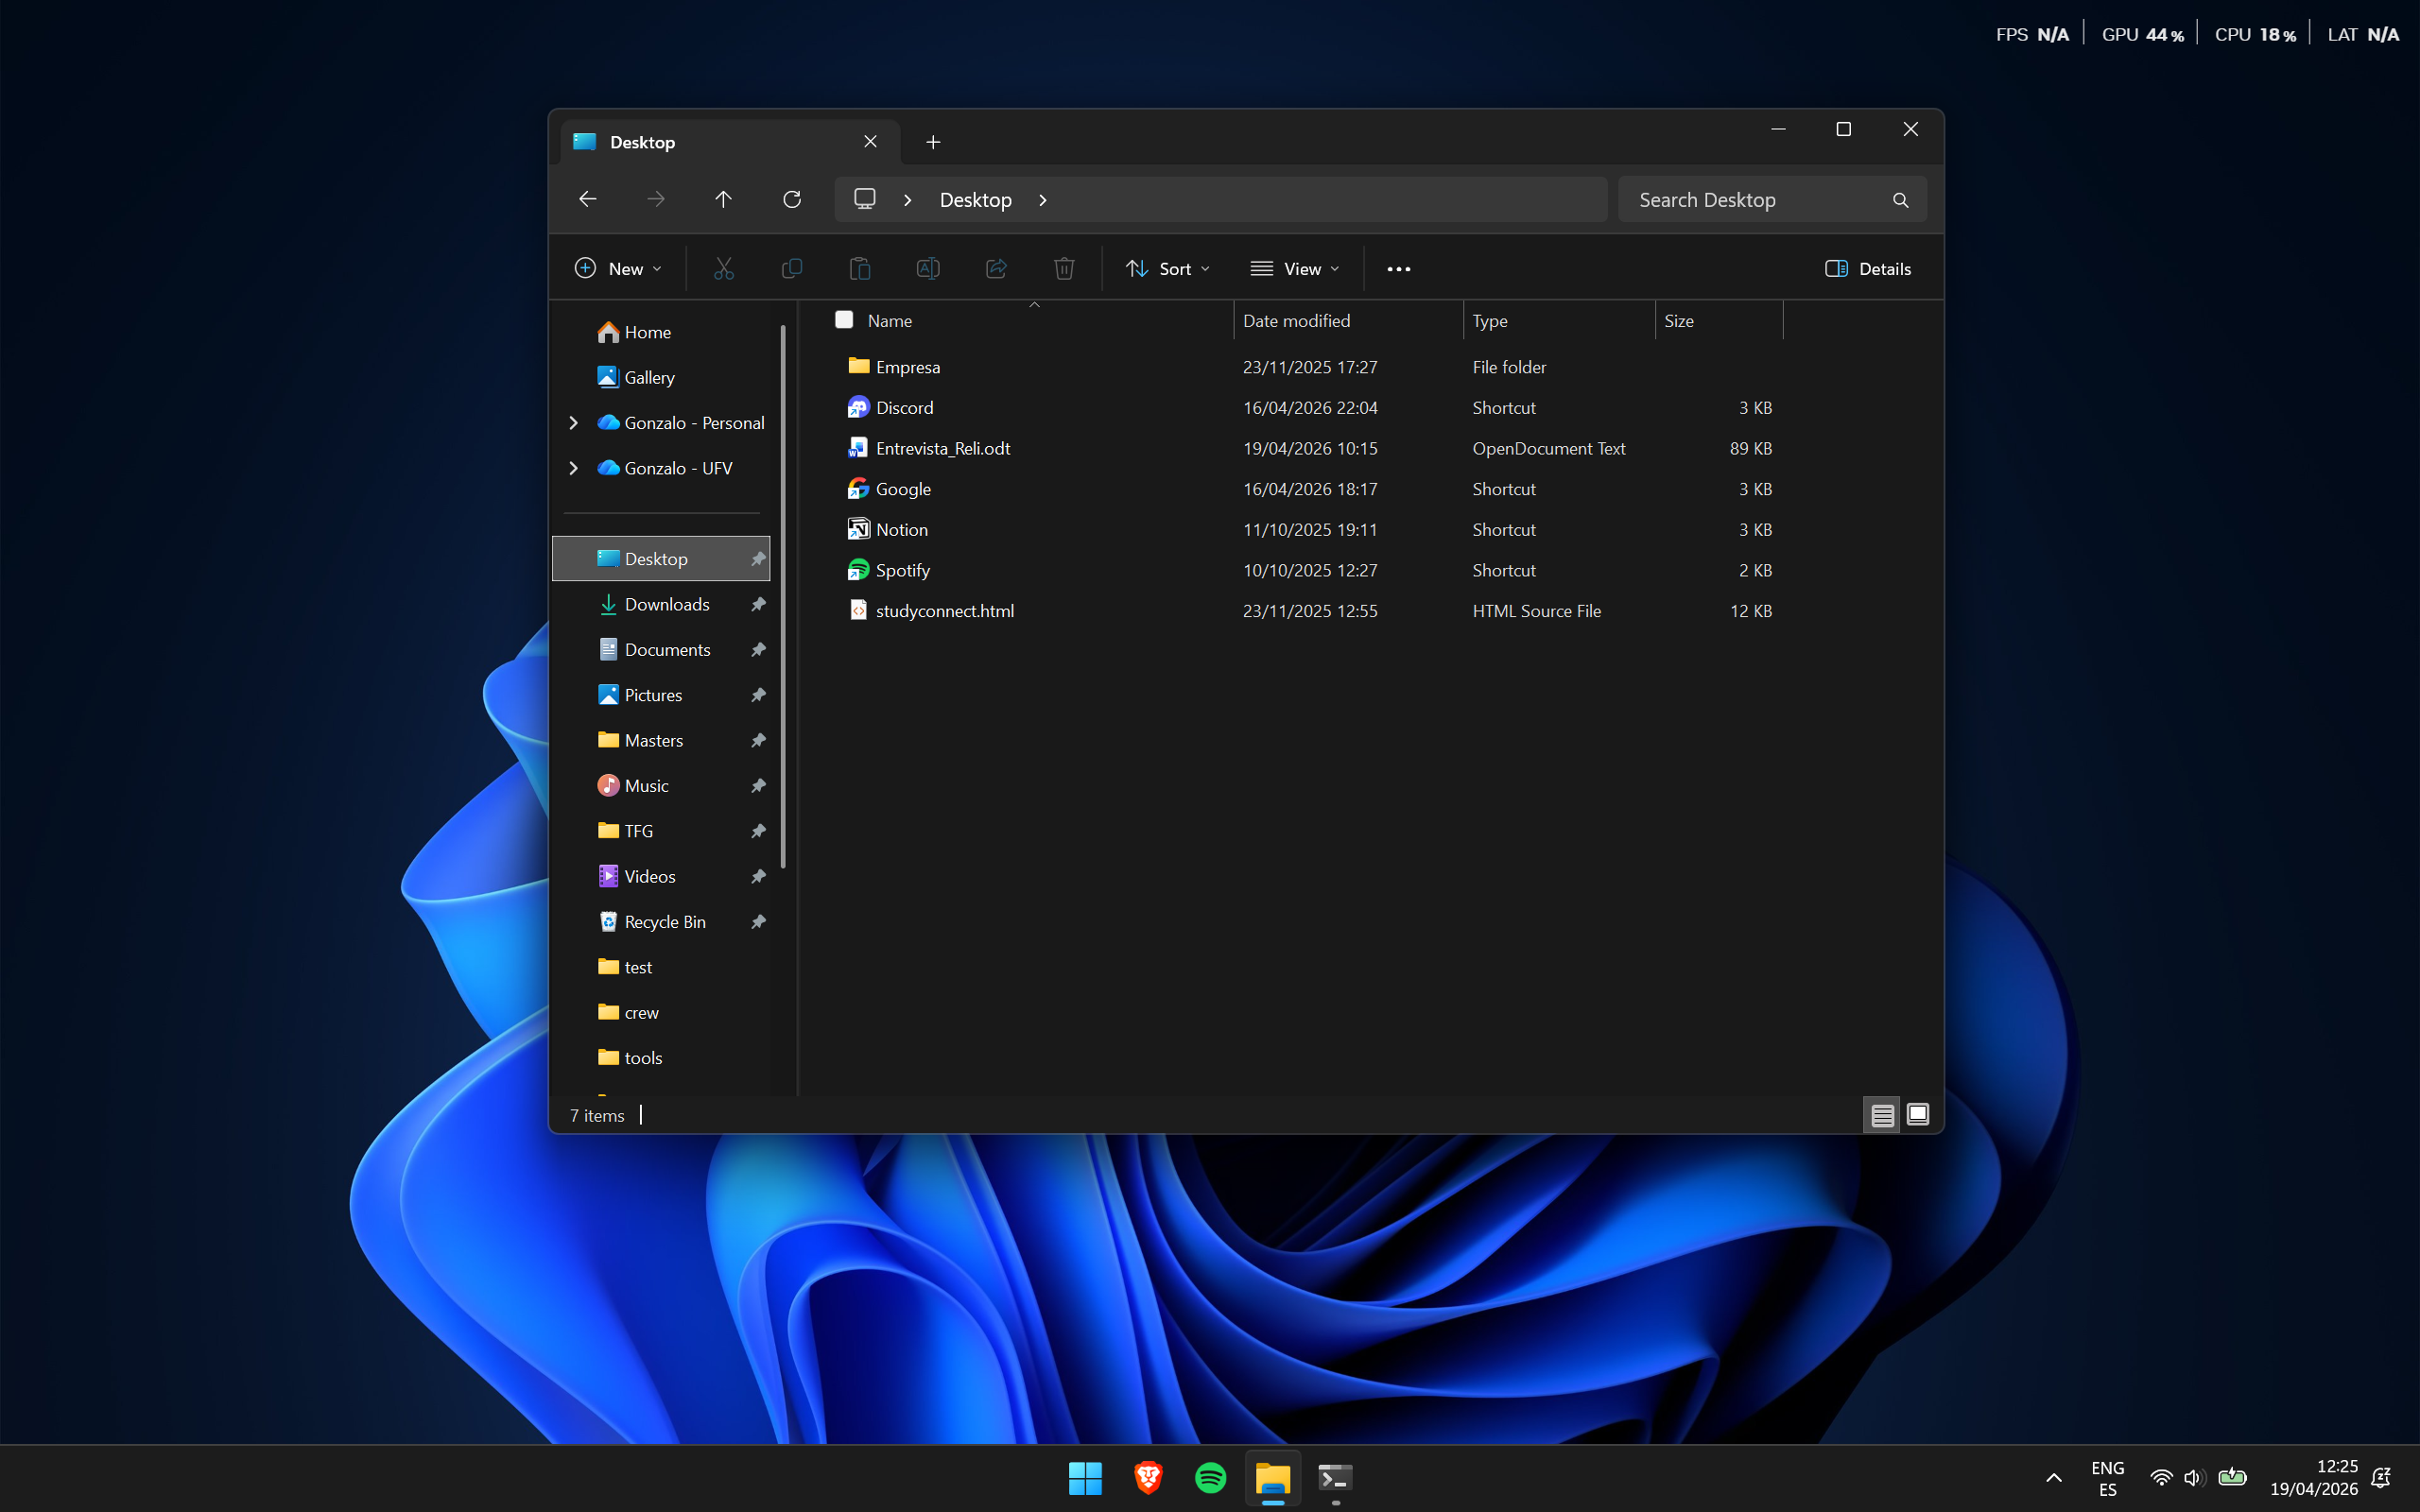 FPS N/A GPU 44% CPU 18% LAT N/A
Desktop
Desktop
Search Desktop
New Sort View Details
Home
Gallery
Gonzalo - Personal
Gonzalo - UFV
Desktop
Downloads
Documents
Pictures
Masters
Music
TFG
Videos
Recycle Bin
test
crew
tools
Name Date modified Type Size
Empresa 23/11/2025 17:27 File folder
Discord 16/04/2026 22:04 Shortcut 3 KB
Entrevista_Reli.odt 19/04/2026 10:15 OpenDocument Text 89 KB
Google 16/04/2026 18:17 Shortcut 3 KB
Notion 11/10/2025 19:11 Shortcut 3 KB
Spotify 10/10/2025 12:27 Shortcut 2 KB
studyconnect.html 23/11/2025 12:55 HTML Source File 12 KB
7 items
ENG
ES
12:25
19/04/2026